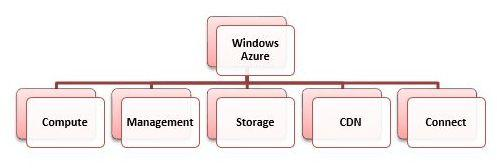 Windows
Azure
Compute
Management
Storage
CDN
Connect